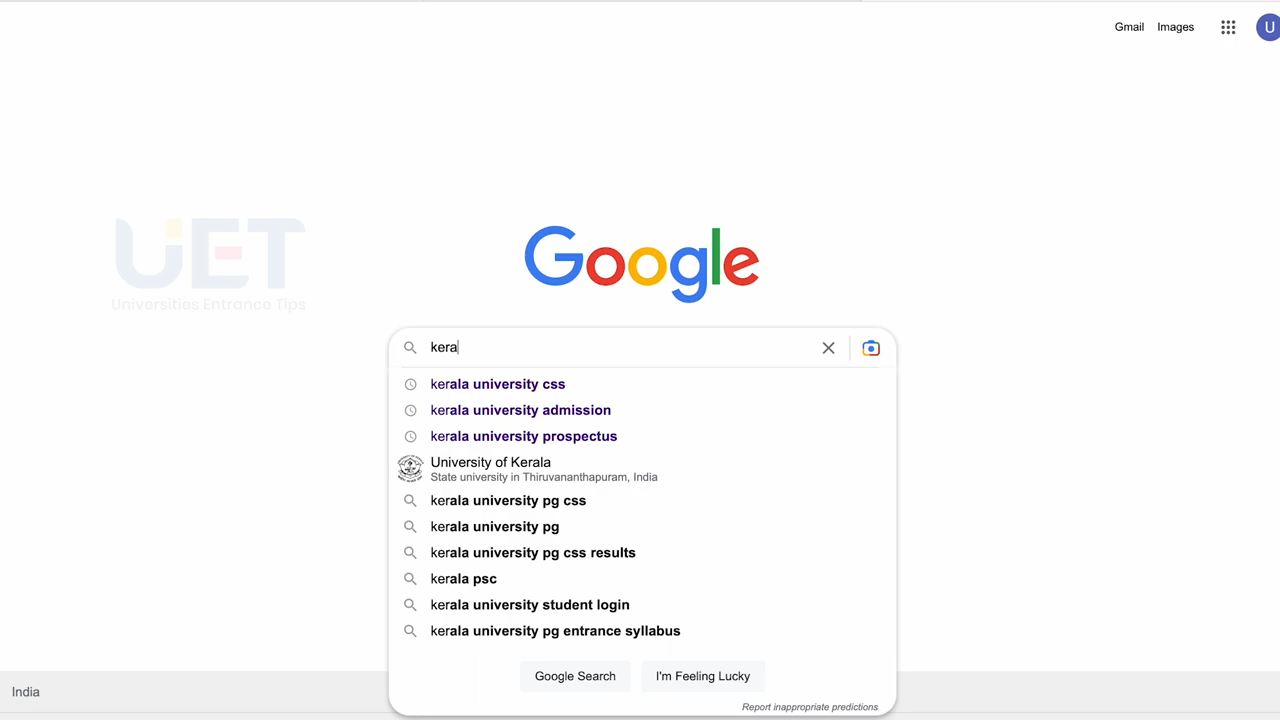 Gmail Images U
UET
Universities Entrance Tips
Google
kera
kerala university css
kerala university admission
kerala university prospectus
University of Kerala
State university in Thiruvananthapuram, India
kerala university pg css
kerala university pg
kerala university pg css results
kerala psc
kerala university student login
kerala university pg entrance syllabus
Google Search I'm Feeling Lucky
India
Report inappropriate predictions